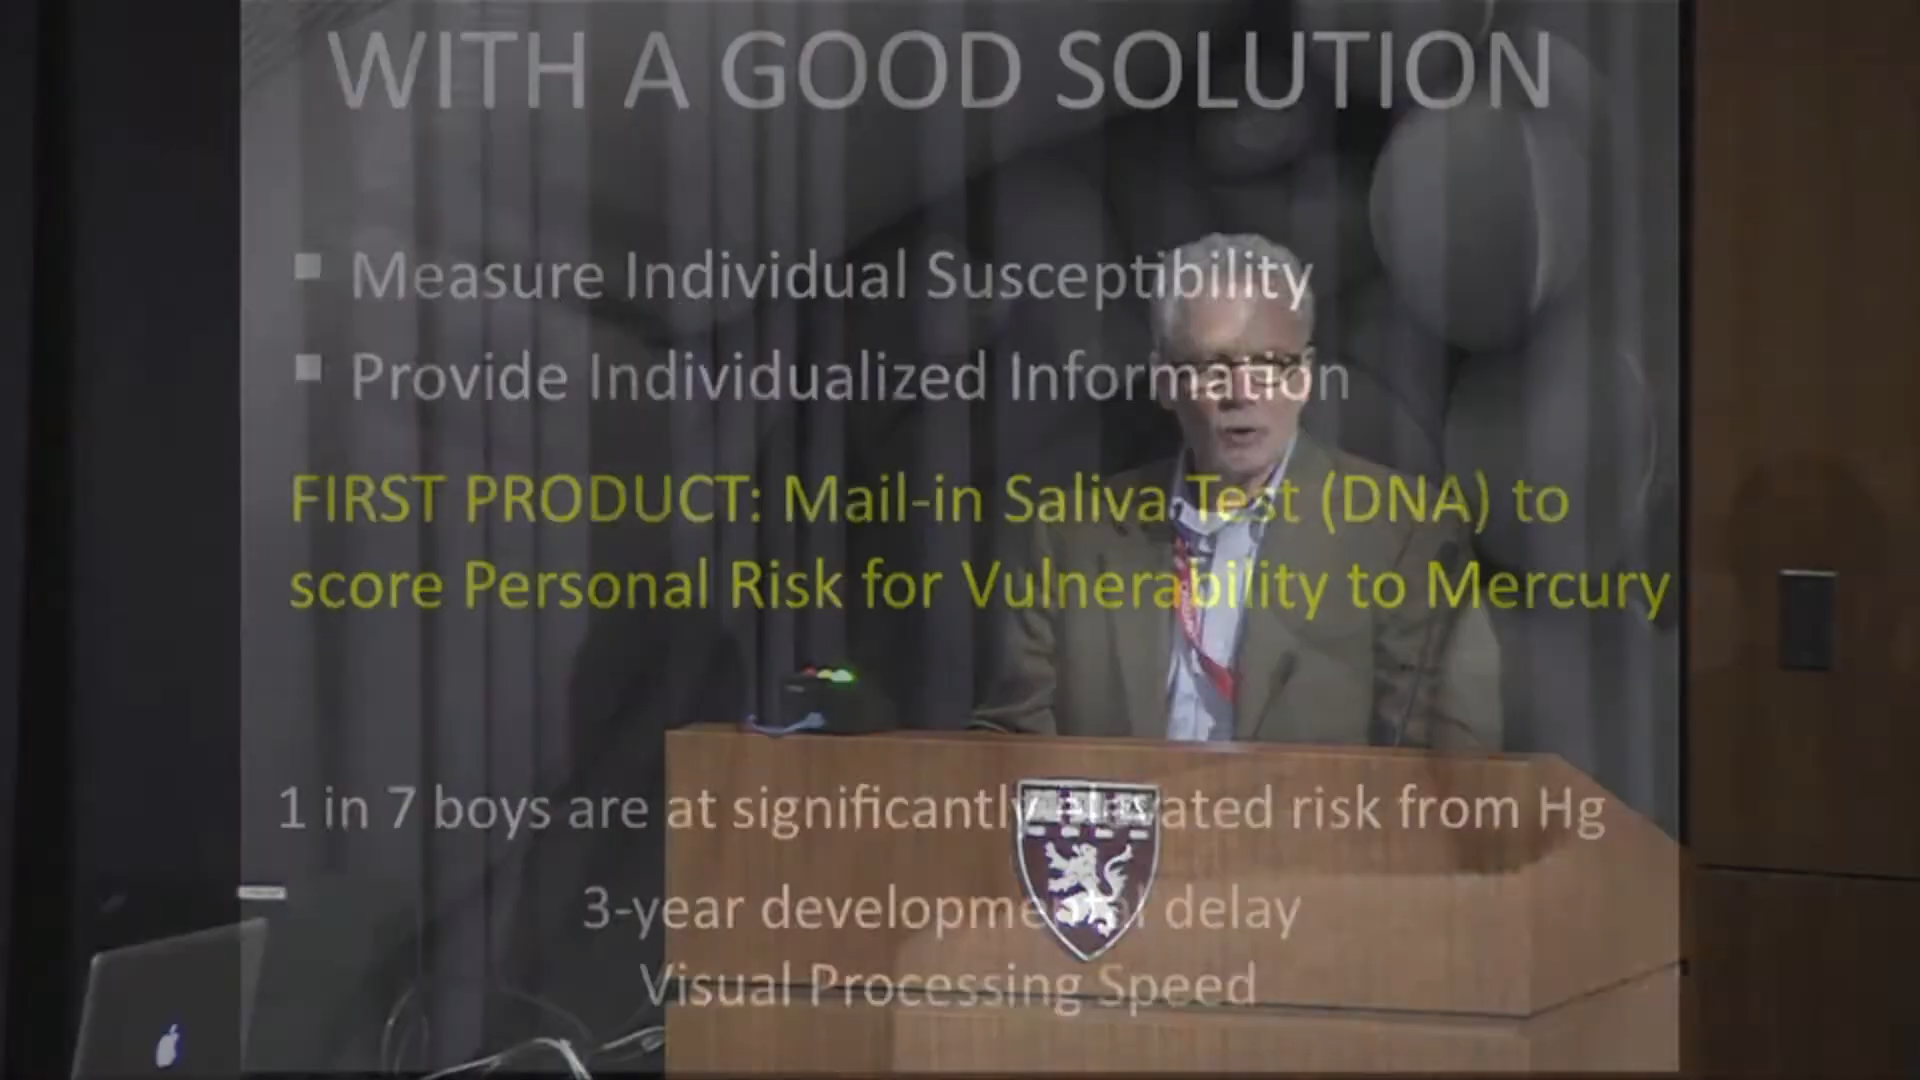 WITH A GOOD SOLUTION
▪ Measure Individual Susceptibility
▪ Provide Individualized Information
FIRST PRODUCT: Mail-in Saliva Test (DNA) to
score Personal Risk for Vulnerability to Mercury
1 in 7 boys are at significantly elevated risk from Hg
3-year developmental delay
Visual Processing Speed